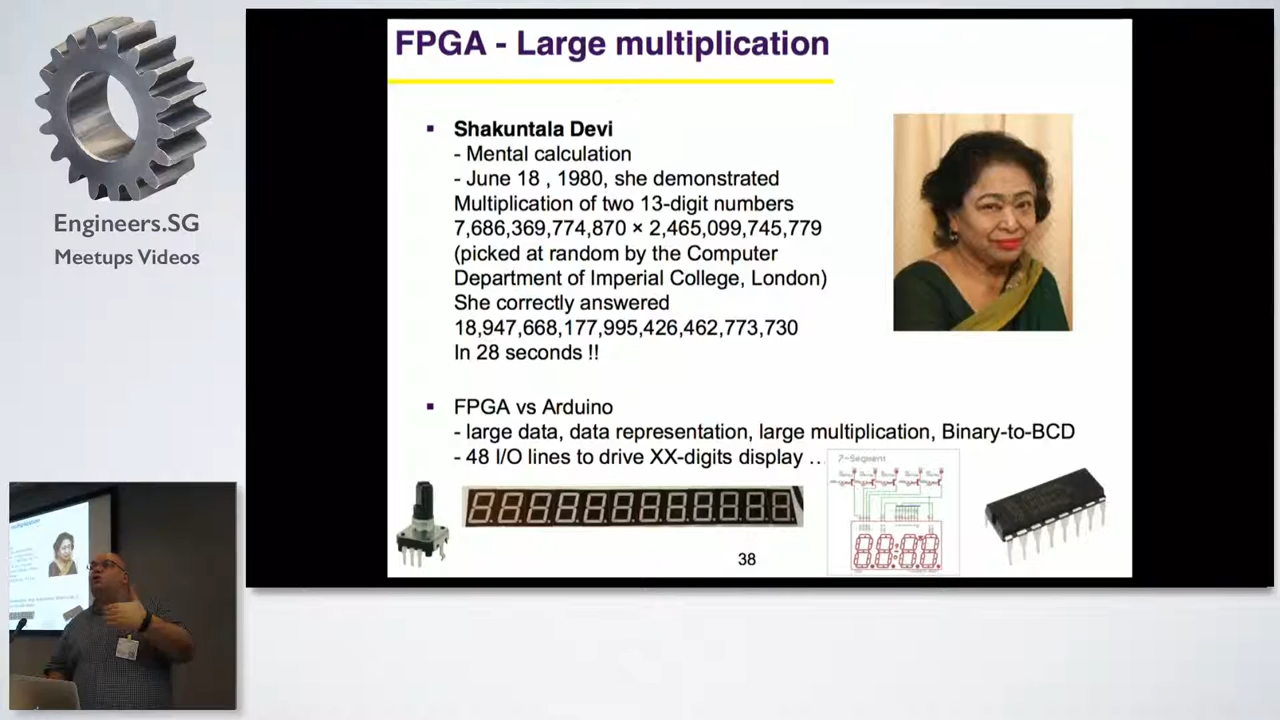 FPGA - Large multiplication
Shakuntala Devi
- Mental calculation
- June 18 , 1980, she demonstrated
Multiplication of two 13-digit numbers
7,686,369,774,870 × 2,465,099,745,779
(picked at random by the Computer
Department of Imperial College, London)
She correctly answered
18,947,668,177,995,426,462,773,730
In 28 seconds !!
FPGA vs Arduino
- large data, data representation, large multiplication, Binary-to-BCD
- 48 I/O lines to drive XX-digits display ...
7-Segment
38
Engineers.SG
Meetups Videos